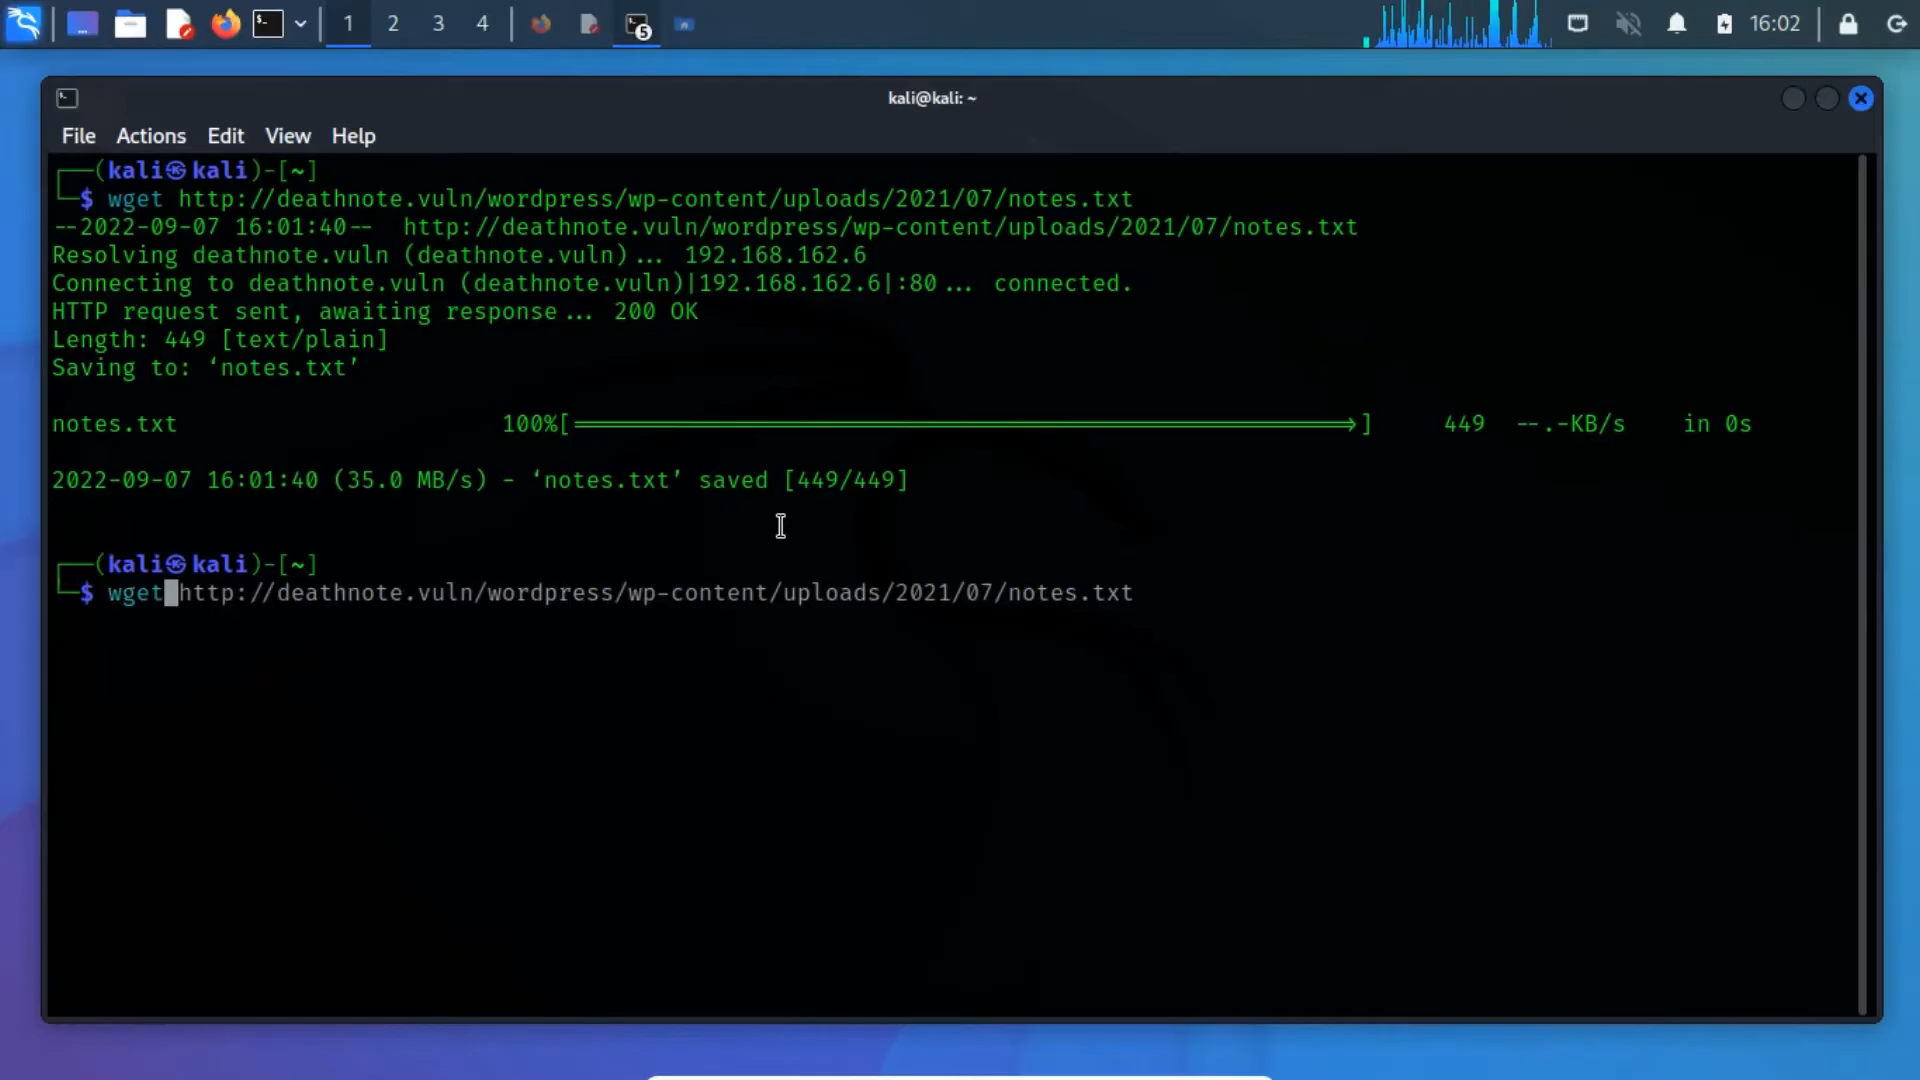 1 2 3 4 5 16:02
kali@kali: ~
File Actions Edit View Help
┌──(kali㉿kali)-[~]
└─$ wget http://deathnote.vuln/wordpress/wp-content/uploads/2021/07/notes.txt
--2022-09-07 16:01:40--  http://deathnote.vuln/wordpress/wp-content/uploads/2021/07/notes.txt
Resolving deathnote.vuln (deathnote.vuln)... 192.168.162.6
Connecting to deathnote.vuln (deathnote.vuln)|192.168.162.6|:80... connected.
HTTP request sent, awaiting response... 200 OK
Length: 449 [text/plain]
Saving to: ‘notes.txt’
notes.txt 100%[===================================================>] 449 --.-KB/s in 0s
2022-09-07 16:01:40 (35.0 MB/s) - ‘notes.txt’ saved [449/449]
┌──(kali㉿kali)-[~]
└─$ wget http://deathnote.vuln/wordpress/wp-content/uploads/2021/07/notes.txt